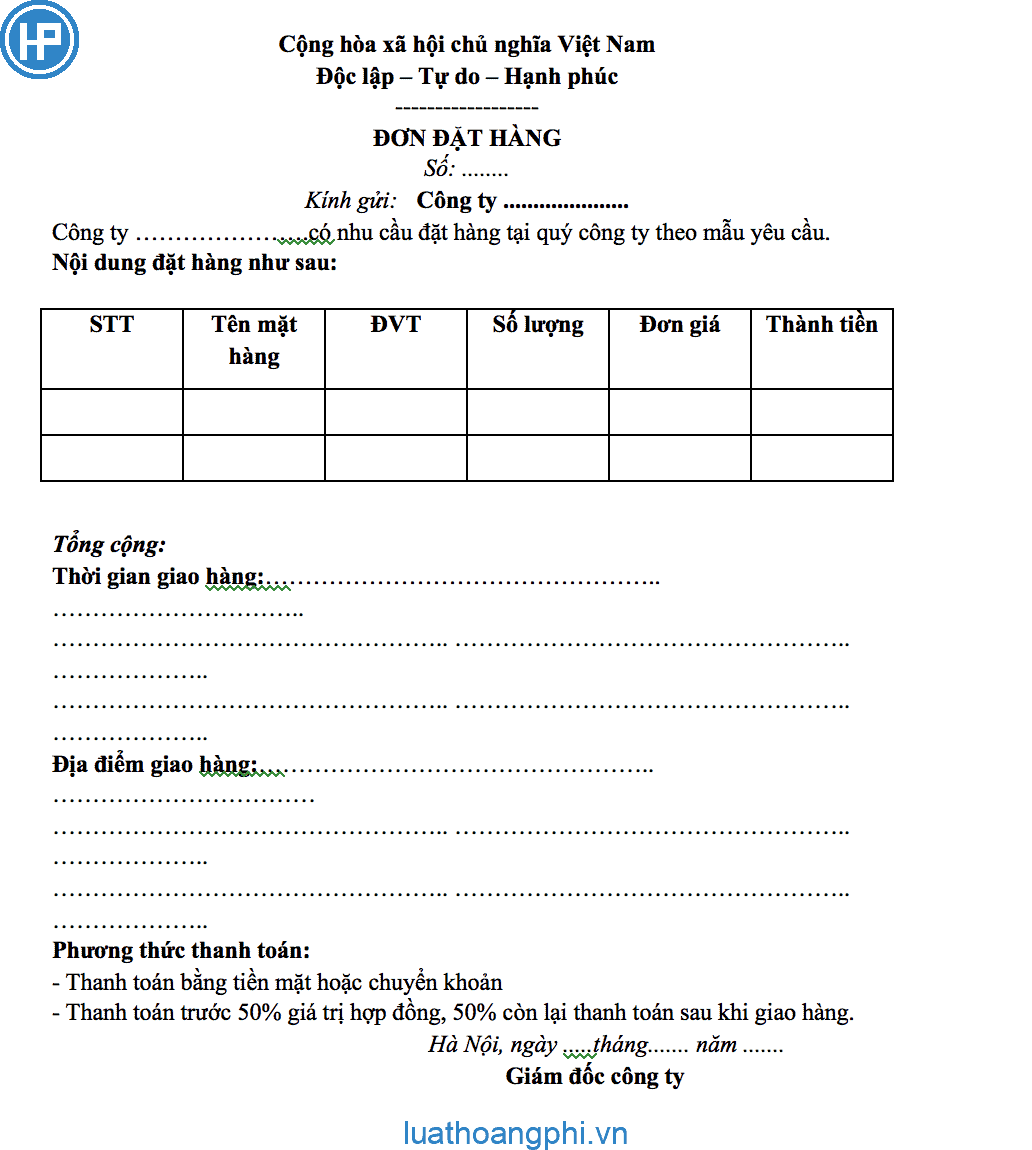 HP
Cộng hòa xã hội chủ nghĩa Việt Nam
Độc lập – Tự do – Hạnh phúc
-------------------
ĐƠN ĐẶT HÀNG
Số: ........
Kính gửi: Công ty .....................
Công ty …………………..có nhu cầu đặt hàng tại quý công ty theo mẫu yêu cầu.
Nội dung đặt hàng như sau:
STT Tên mặt hàng ĐVT Số lượng Đơn giá Thành tiền
Tổng cộng:
Thời gian giao hàng:…………………………………………..
…………………………..
………………………………………….. …………………………………………..
………………..
………………………………………….. …………………………………………..
………………..
Địa điểm giao hàng:…………………………………………..
……………………………
………………………………………….. …………………………………………..
………………..
………………………………………….. …………………………………………..
………………..
Phương thức thanh toán:
- Thanh toán bằng tiền mặt hoặc chuyển khoản
- Thanh toán trước 50% giá trị hợp đồng, 50% còn lại thanh toán sau khi giao hàng.
Hà Nội, ngày .....tháng....... năm .......
Giám đốc công ty
luathoangphi.vn